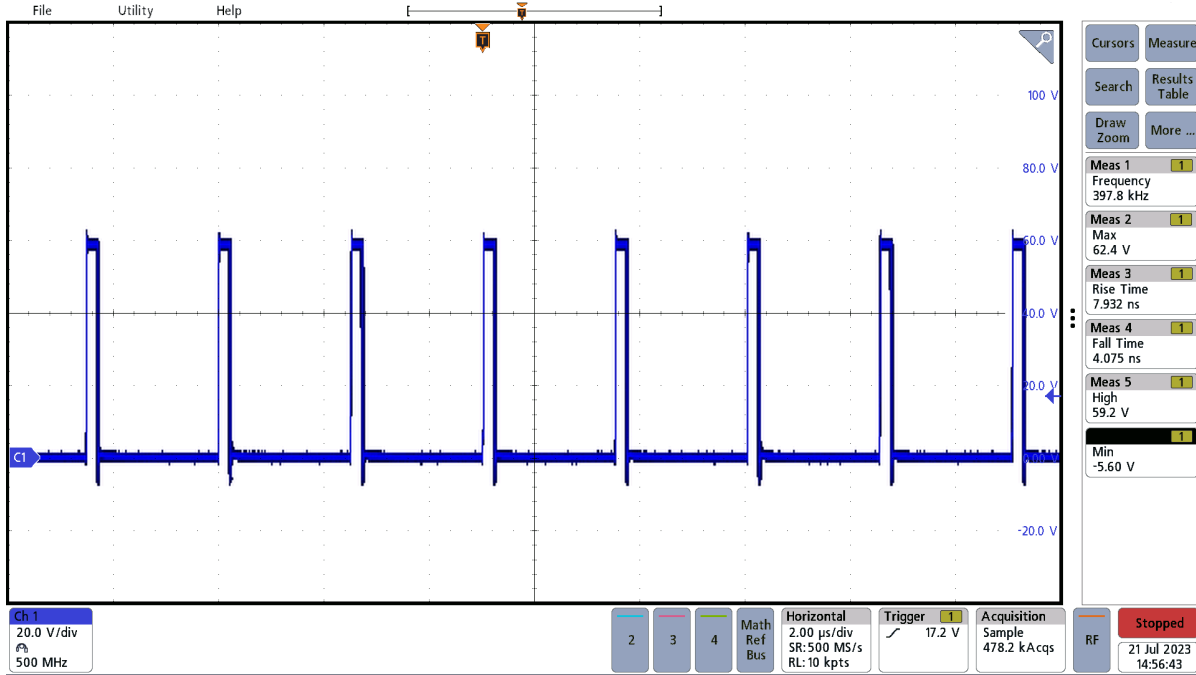 File Utility Help
T
T
100 V
80.0 V
60.0 V
40.0 V
20.0 V
C1
0.00 V
-20.0 V
Cursors Measure
Search Results
Table
Draw
Zoom More ...
Meas 1 1
Frequency
397.8 kHz
Meas 2 1
Max
62.4 V
Meas 3 1
Rise Time
7.932 ns
Meas 4 1
Fall Time
4.075 ns
Meas 5 1
High
59.2 V
1
Min
-5.60 V
Ch 1
20.0 V/div
500 MHz
2
3
4
Math
Ref
Bus
Horizontal
2.00 µs/div
SR: 500 MS/s
RL: 10 kpts
Trigger 1
17.2 V
Acquisition
Sample
478.2 kAcqs
RF
Stopped
21 Jul 2023
14:56:43